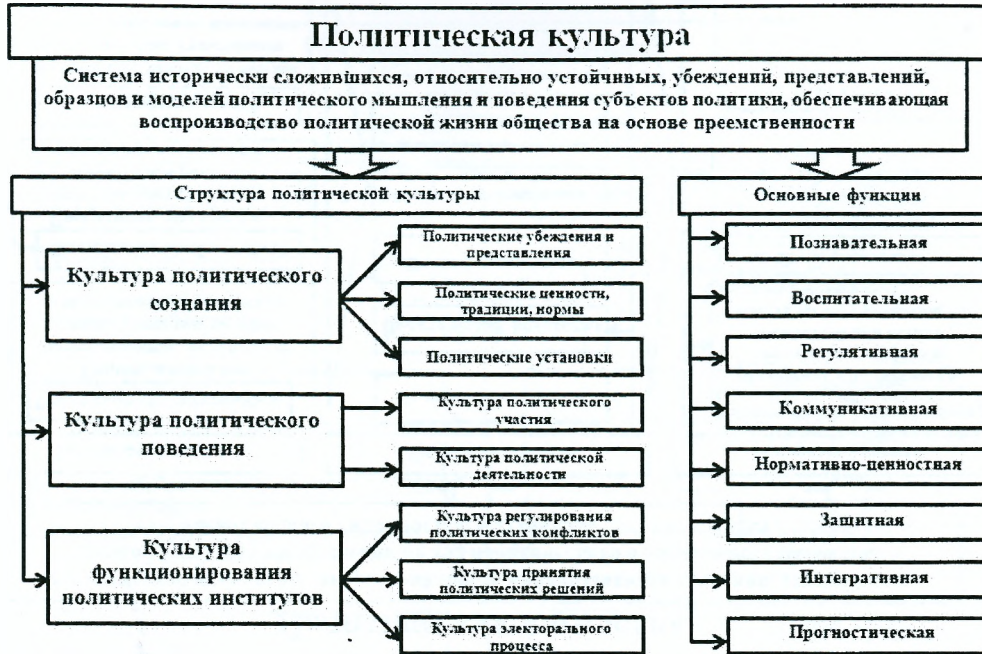 Политическая культура
Система исторически сложившихся, относительно устойчивых, убеждений, представлений,
образцов и моделей политического мышления и поведения субъектов политики, обеспечивающая
воспроизводство политической жизни общества на основе преемственности
Структура политической культуры
Культура политического
сознания
Политические убеждения и
представления
Политические ценности,
традиции, нормы
Политические установки
Культура политического
поведения
Культура политического
участия
Культура политической
деятельности
Культура
функционирования
политических институтов
Культура регулирования
политических конфликтов
Культура принятия
политических решений
Культура электорального
процесса
Основные функции
Познавательная
Воспитательная
Регулятивная
Коммуникативная
Нормативно-ценностная
Защитная
Интегративная
Прогностическая